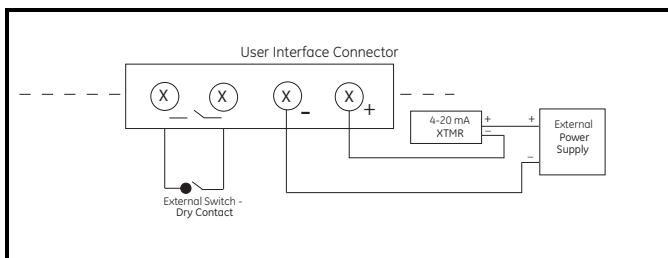 User Interface Connector
X X X - X +
4-20 mA
XTMR
+
−
+
−
External
Power
Supply
External Switch -
Dry Contact